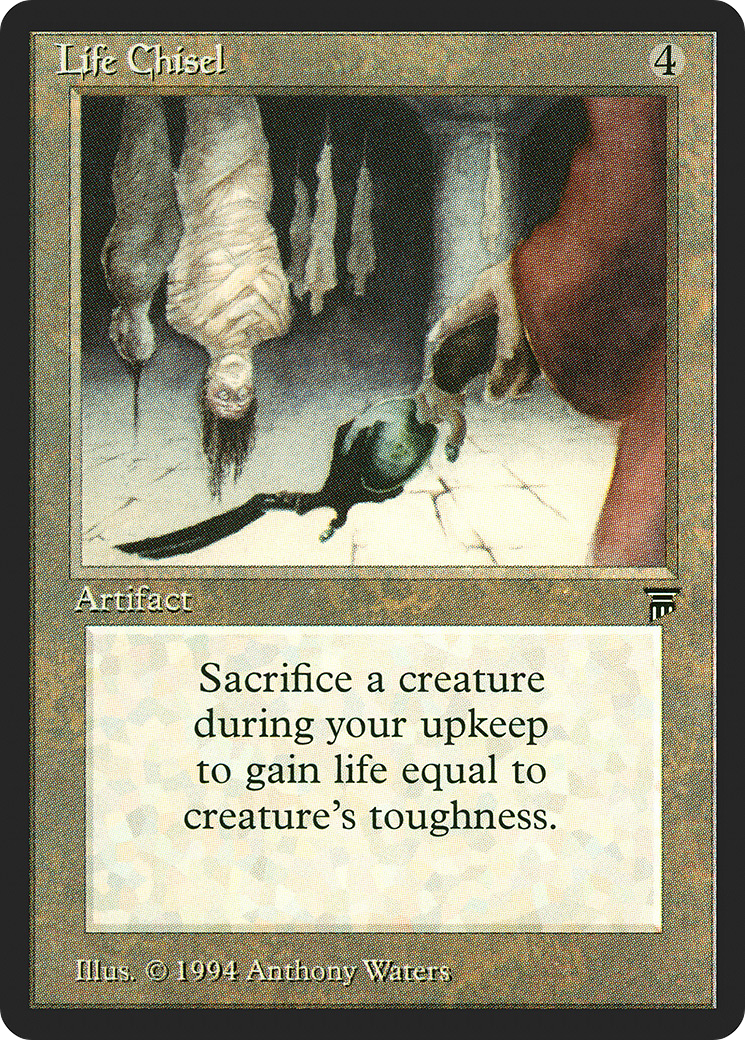 Life Chisel
4
Artifact
Sacrifice a creature
during your upkeep
to gain life equal to
creature's toughness.
Illus. © 1994 Anthony Waters